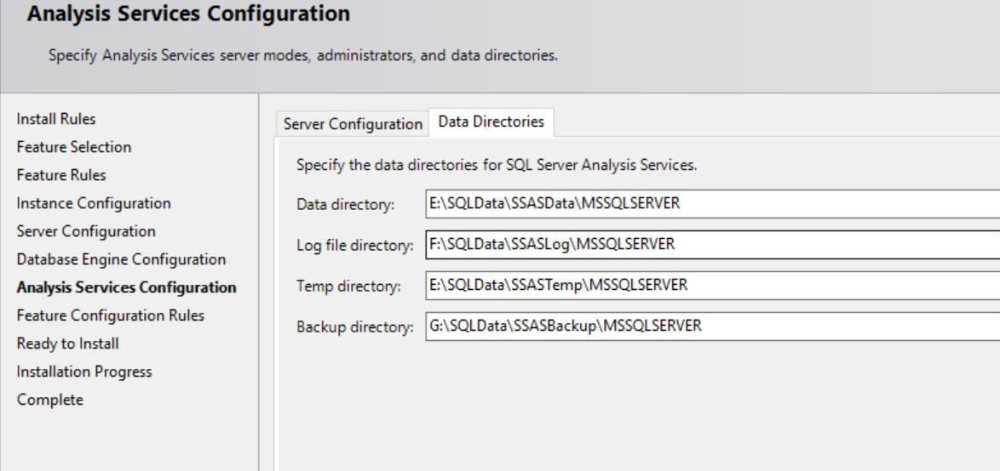 Analysis Services Configuration
Specify Analysis Services server modes, administrators, and data directories.
Install Rules
Feature Selection
Feature Rules
Instance Configuration
Server Configuration
Database Engine Configuration
Analysis Services Configuration
Feature Configuration Rules
Ready to Install
Installation Progress
Complete
Server Configuration Data Directories
Specify the data directories for SQL Server Analysis Services.
Data directory: E:\SQLData\SSASData\MSSQLSERVER
Log file directory: F:\SQLData\SSASLog\MSSQLSERVER
Temp directory: E:\SQLData\SSASTemp\MSSQLSERVER
Backup directory: G:\SQLData\SSASBackup\MSSQLSERVER